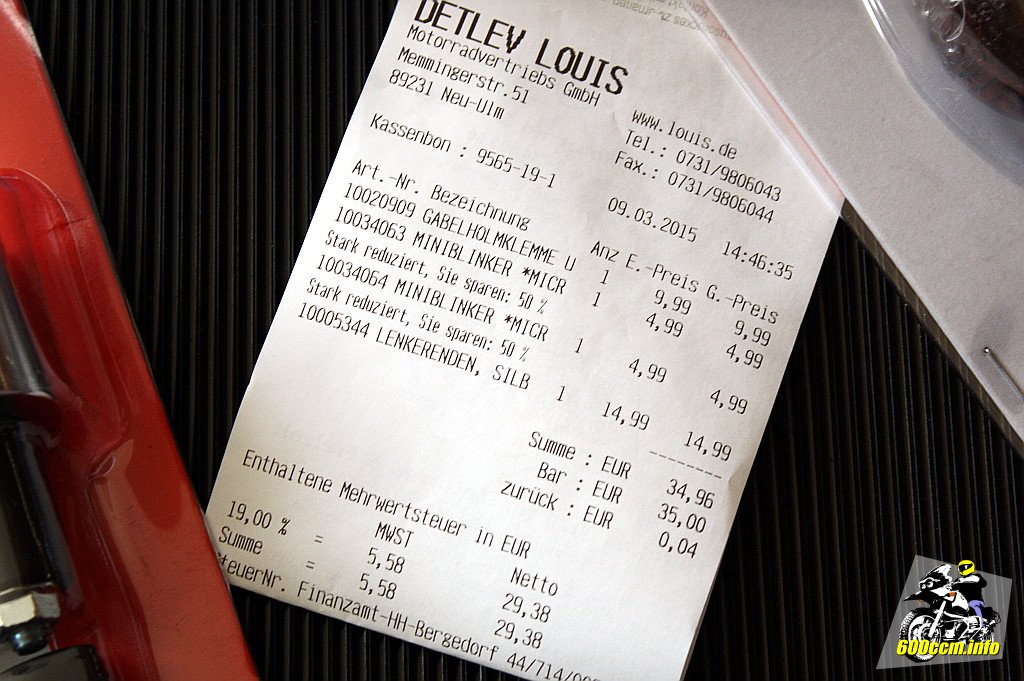 DETLEV LOUIS
Motorradvertriebs GmbH
Memmingerstr.51
89231 Neu-Ulm
www.louis.de
Tel.: 0731/9806043
Fax.: 0731/9806044
Kassenbon : 9565-19-1
09.03.2015 14:46:35
Art.-Nr. Bezeichnung Anz E.-Preis G.-Preis
10020909 GABELHOLMKLEMME U 1 9,99 9,99
10034063 MINIBLINKER *MICR 1 4,99 4,99
Stark reduziert, Sie sparen: 50 %
10034064 MINIBLINKER *MICR 1 4,99 4,99
Stark reduziert, Sie sparen: 50 %
10005344 LENKERENDEN, SILB 1 14,99 14,99
--------
Summe : EUR 34,96
Bar : EUR 35,00
zurück : EUR 0,04
Enthaltene Mehrwertsteuer in EUR
MWST Netto
19,00 % = 5,58 29,38
Summe = 5,58 29,38
teuerNr. Finanzamt-HH-Bergedorf 44/714/
600ccm.info